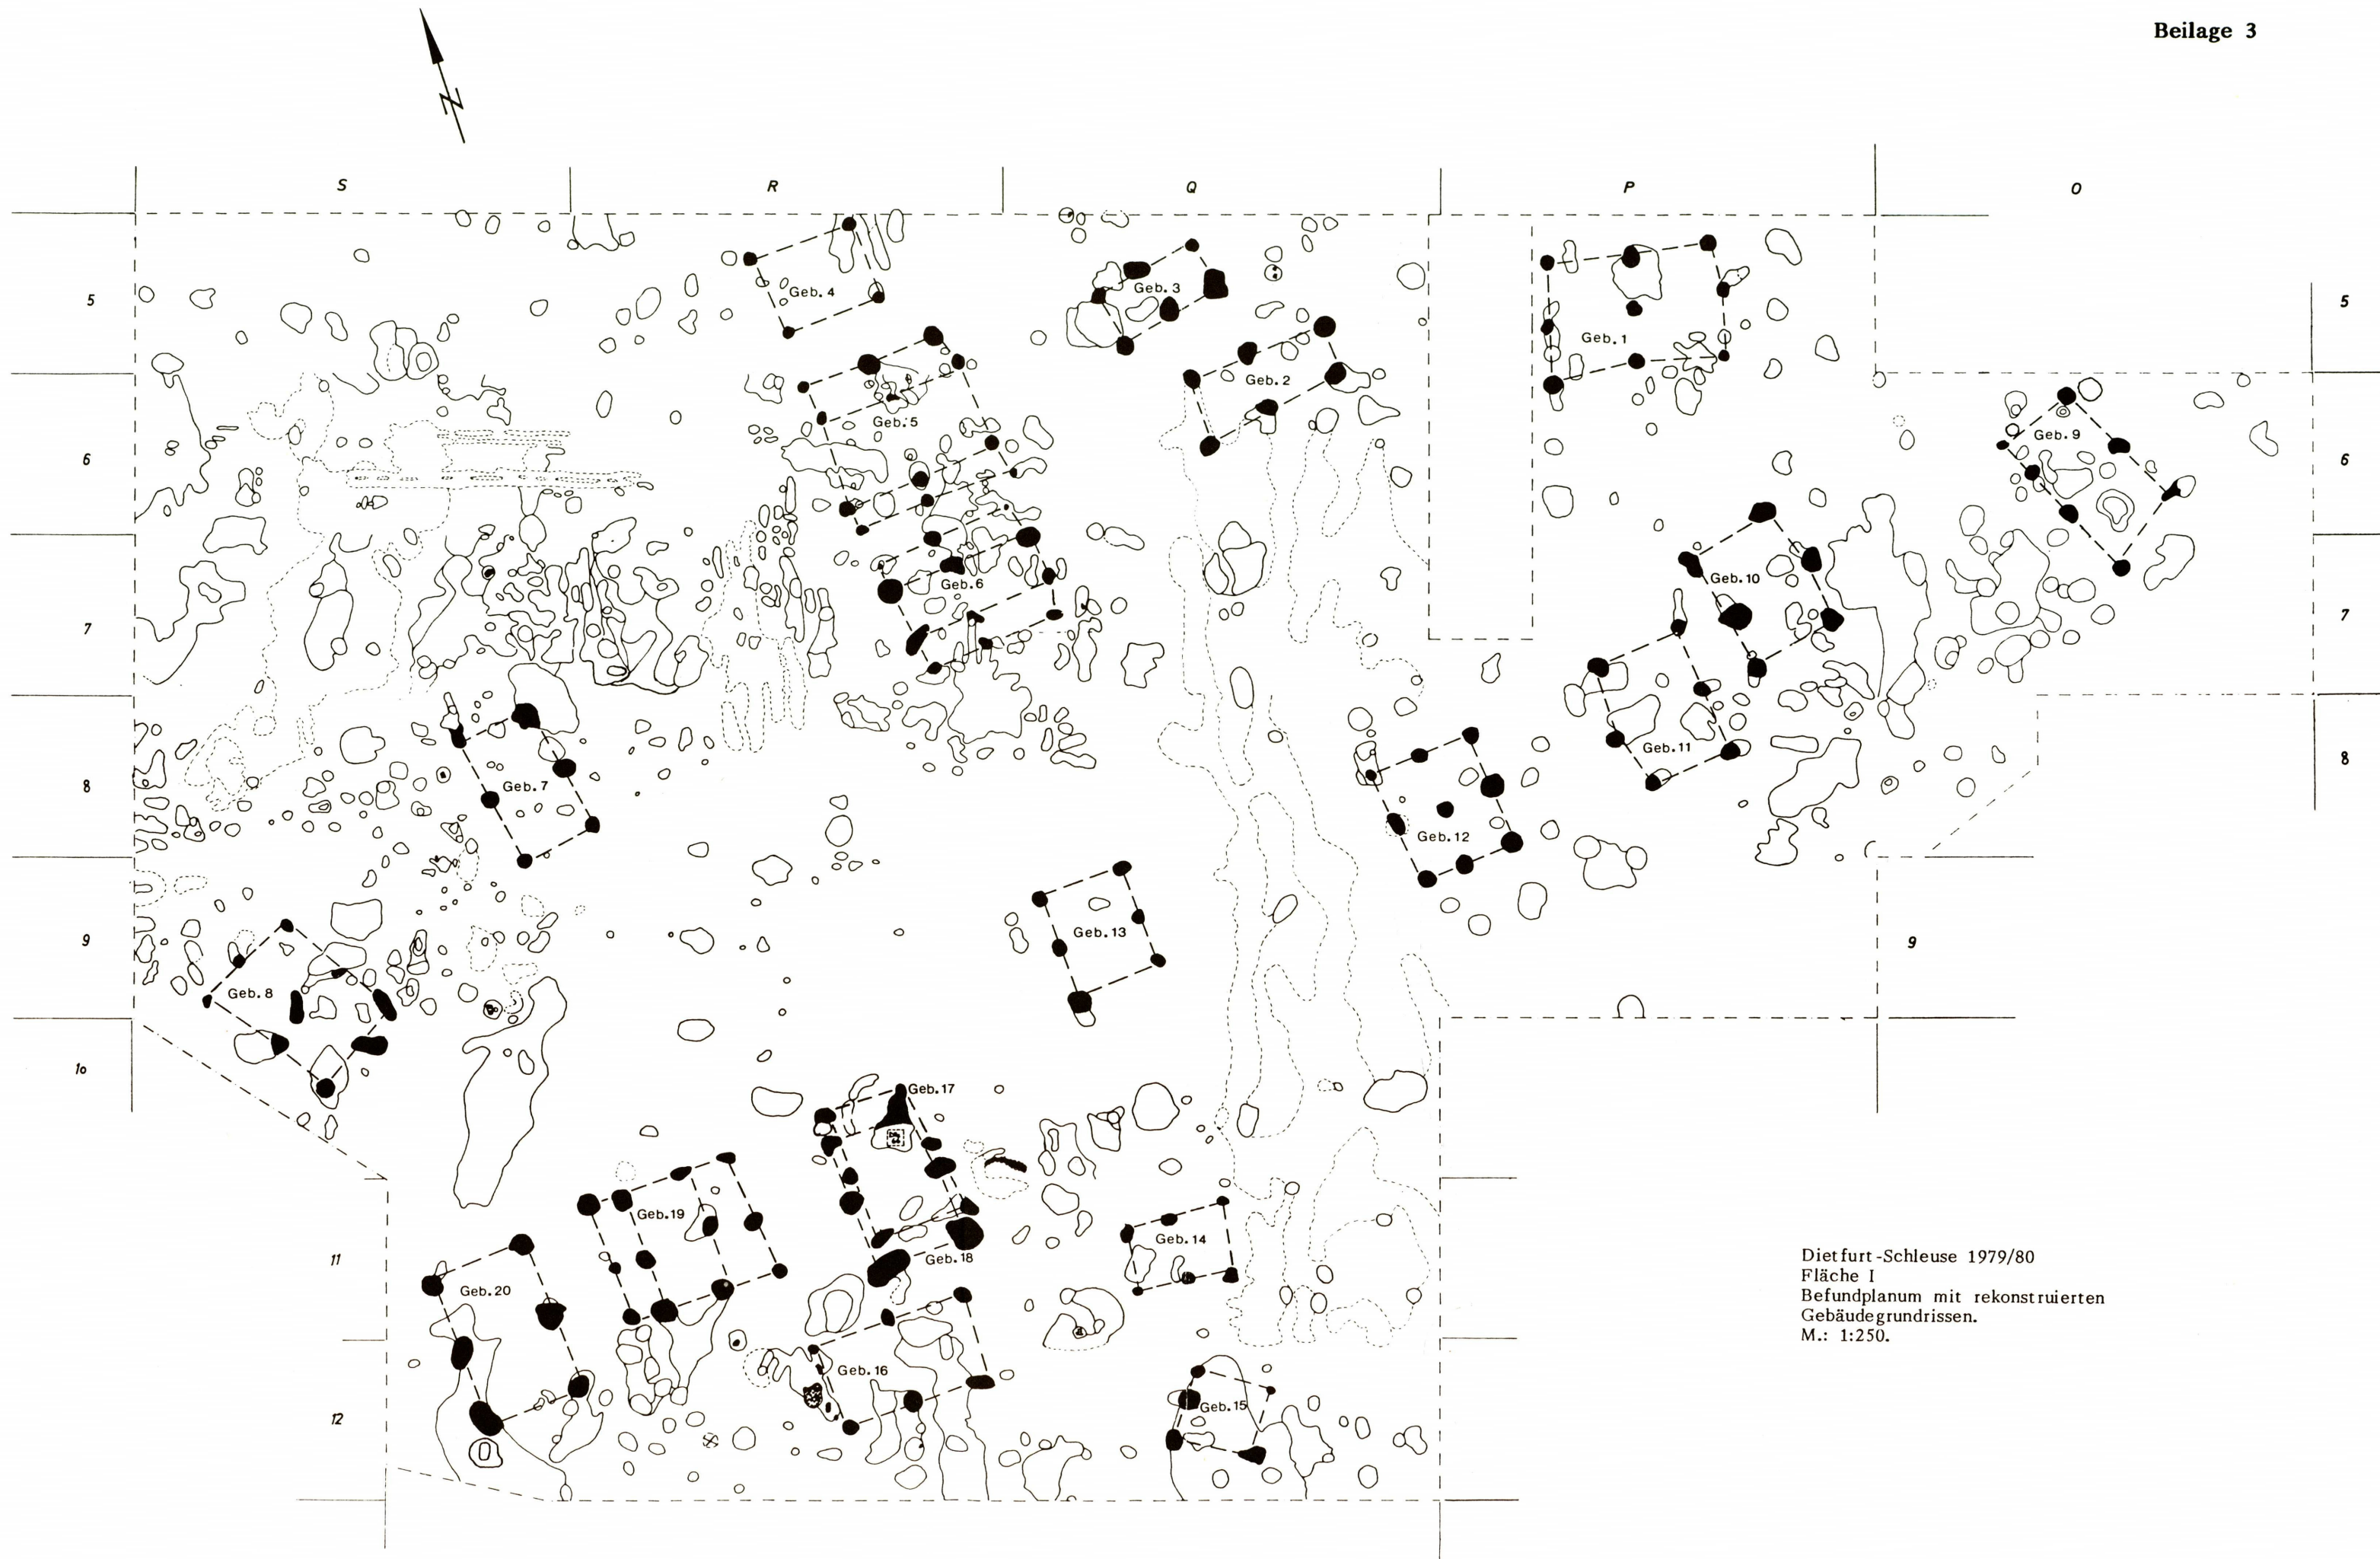 Beilage 3
S R Q P O
5 5
Geb. 4
Geb. 3
Geb. 1
Geb. 2
Geb. 5
6 6
Geb. 9
Geb. 6
Geb. 10
7 7
Geb. 11
8 8
Geb. 7
Geb. 12
9 9
Geb. 13
Geb. 8
1o
Geb. 17
Geb. 19
Geb. 14
11
Geb. 18
Geb. 20
Geb. 16
12
Geb. 15
Dietfurt-Schleuse 1979/80
Fläche I
Befundplanum mit rekonstruierten
Gebäudegrundrissen.
M.: 1:250.